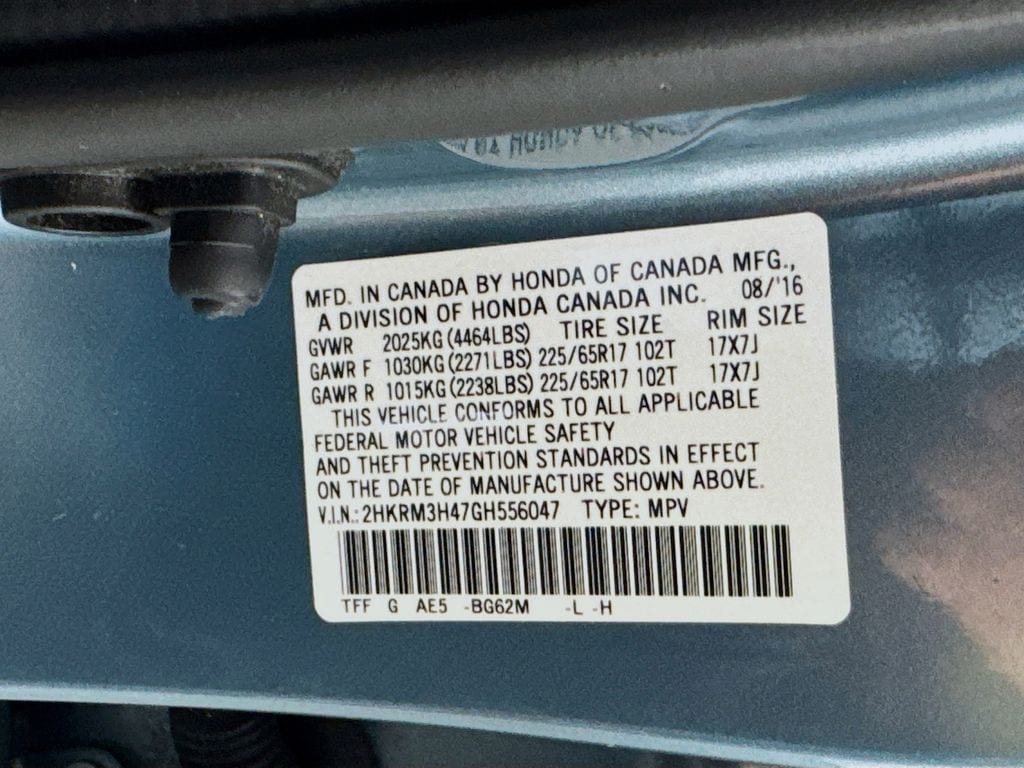 MFD. IN CANADA BY HONDA OF CANADA MFG.,
A DIVISION OF HONDA CANADA INC. 08/'16
GVWR 2025KG (4464LBS) TIRE SIZE RIM SIZE
GAWR F 1030KG (2271LBS) 225/65R17 102T 17X7J
GAWR R 1015KG (2238LBS) 225/65R17 102T 17X7J
THIS VEHICLE CONFORMS TO ALL APPLICABLE
FEDERAL MOTOR VEHICLE SAFETY
AND THEFT PREVENTION STANDARDS IN EFFECT
ON THE DATE OF MANUFACTURE SHOWN ABOVE.
V.I.N.: 2HKRM3H47GH556047 TYPE: MPV
TFF G AE5 -BG62M -L -H